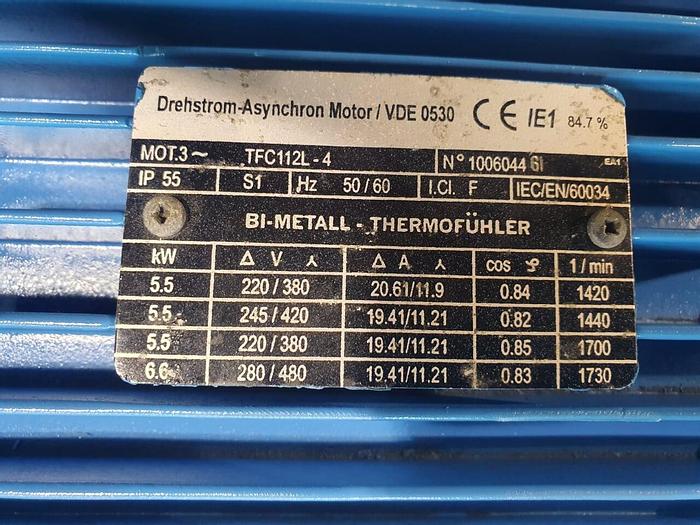 Drehstrom-Asynchron Motor / VDE 0530 CE IE1 84.7 %
MOT.3~ TFC112L-4 N° 1006044 6I EA1
IP 55 S1 Hz 50/60 I.Cl. F IEC/EN/60034
BI-METALL - THERMOFÜHLER
kW Δ V ⅄ Δ A ⅄ cos φ 1/min
5.5 220/380 20.61/11.9 0.84 1420
5.5 245/420 19.41/11.21 0.82 1440
5.5 220/380 19.41/11.21 0.85 1700
6.6 280/480 19.41/11.21 0.83 1730